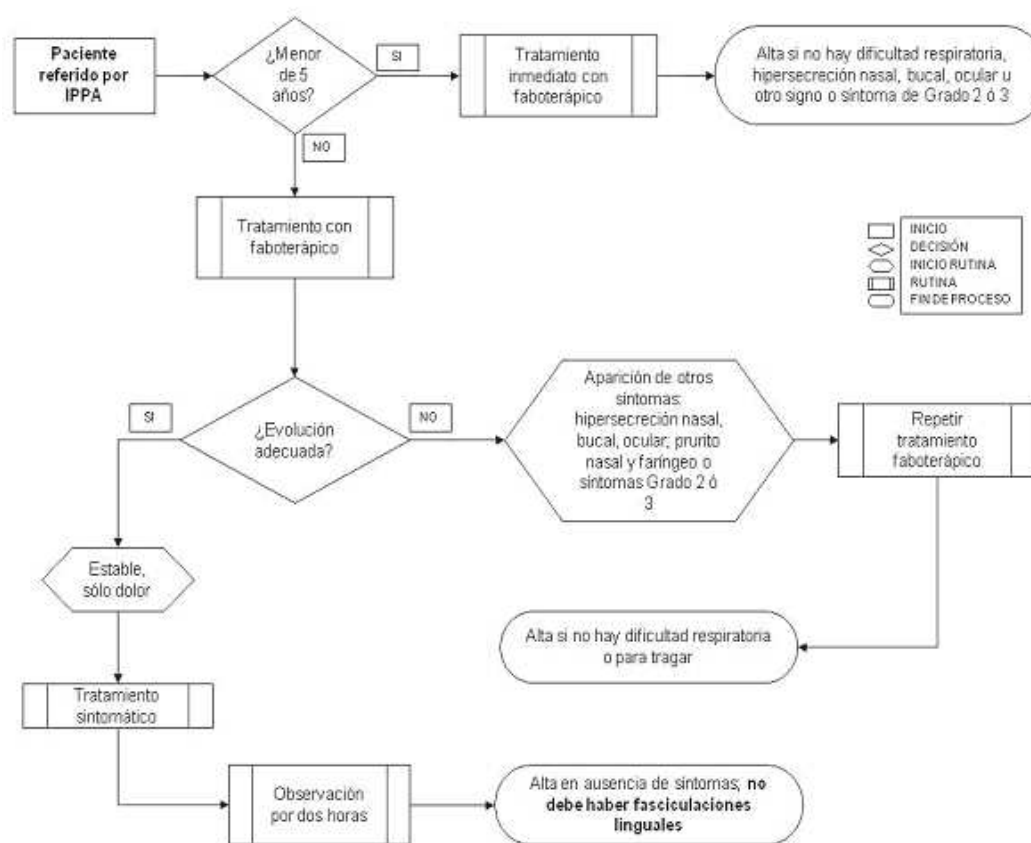 Paciente
referido por
IPPA
¿Menor
de 5
años?
SI
Tratamiento
inmediato con
faboterápico
Alta si no hay dificultad respiratoria,
hipersecreción nasal, bucal, ocular u
otro signo o síntoma de Grado 2 ó 3
NO
Tratamiento con
faboterápico
INICIO
DECISIÓN
INICIO RUTINA
RUTINA
FIN DE PROCESO
SI
¿Evolución
adecuada?
NO
Aparición de otros
síntomas:
hipersecreción nasal,
bucal, ocular; prurito
nasal y faríngeo o
síntomas Grado 2 ó
3
Repetir
tratamiento
faboterápico
Estable,
sólo dolor
Alta si no hay dificultad respiratoria
o para tragar
Tratamiento
sintomático
Observación
por dos horas
Alta en ausencia de síntomas; no
debe haber fasciculaciones
linguales